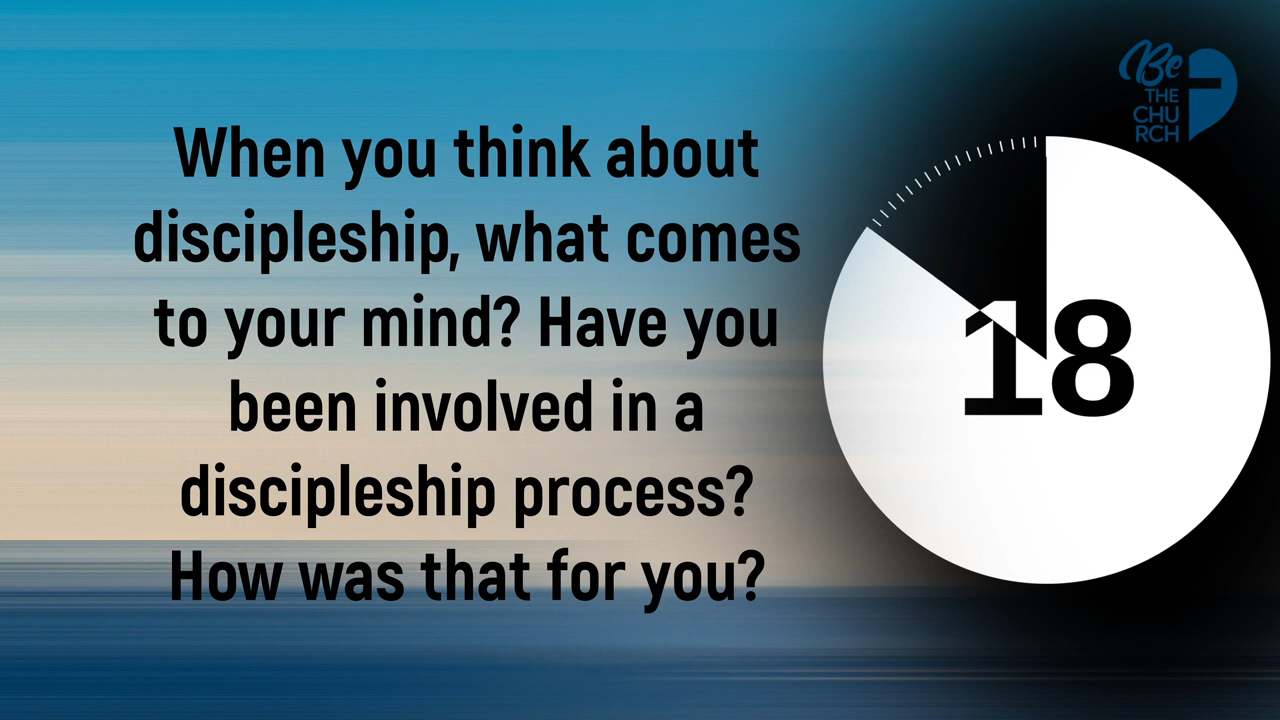 When you think about
discipleship, what comes
to your mind? Have you
been involved in a
discipleship process?
How was that for you?
18
Be
THE
CHU
RCH